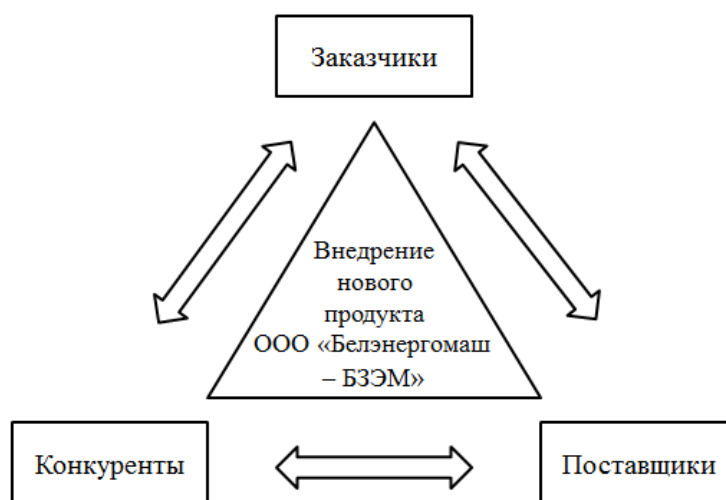 Заказчики
Внедрение
нового
продукта
ООО «Белэнергомаш
– БЗЭМ»
Конкуренты
Поставщики